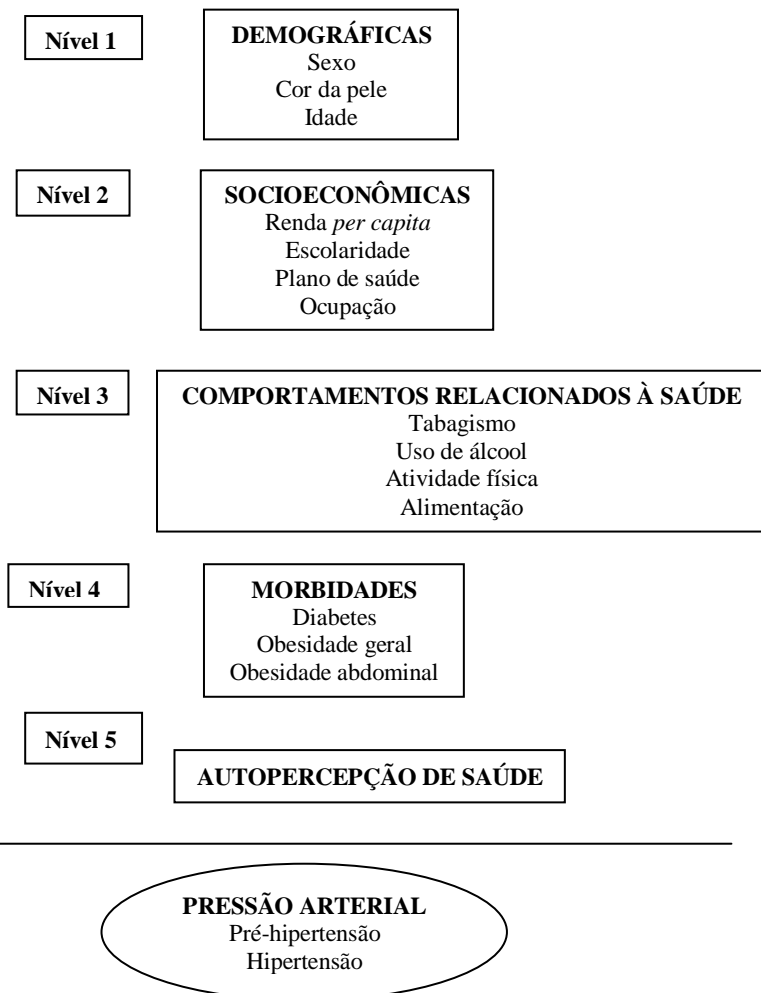 Nível 1
DEMOGRÁFICAS
Sexo
Cor da pele
Idade
Nível 2
SOCIOECONÔMICAS
Renda per capita
Escolaridade
Plano de saúde
Ocupação
Nível 3
COMPORTAMENTOS RELACIONADOS À SAÚDE
Tabagismo
Uso de álcool
Atividade física
Alimentação
Nível 4
MORBIDADES
Diabetes
Obesidade geral
Obesidade abdominal
Nível 5
AUTOPERCEPÇÃO DE SAÚDE
PRESSÃO ARTERIAL
Pré-hipertensão
Hipertensão